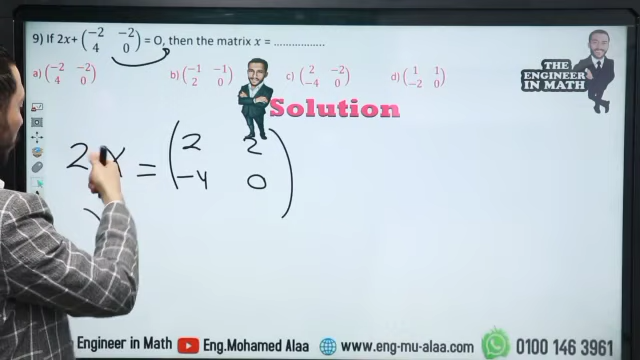 9) If 2x+ (−2 −2
4 0) = O, then the matrix x = ................
a) (−2 −2
4 0) b) (−1 −1
2 0) c) (2 −2
−4 0) d) (1 1
−2 0)
THE
ENGINEER
IN MATH
Solution
2 x = (2 2
−4 0)
Engineer in Math Eng.Mohamed Alaa www.eng-mu-alaa.com 0100 146 3961